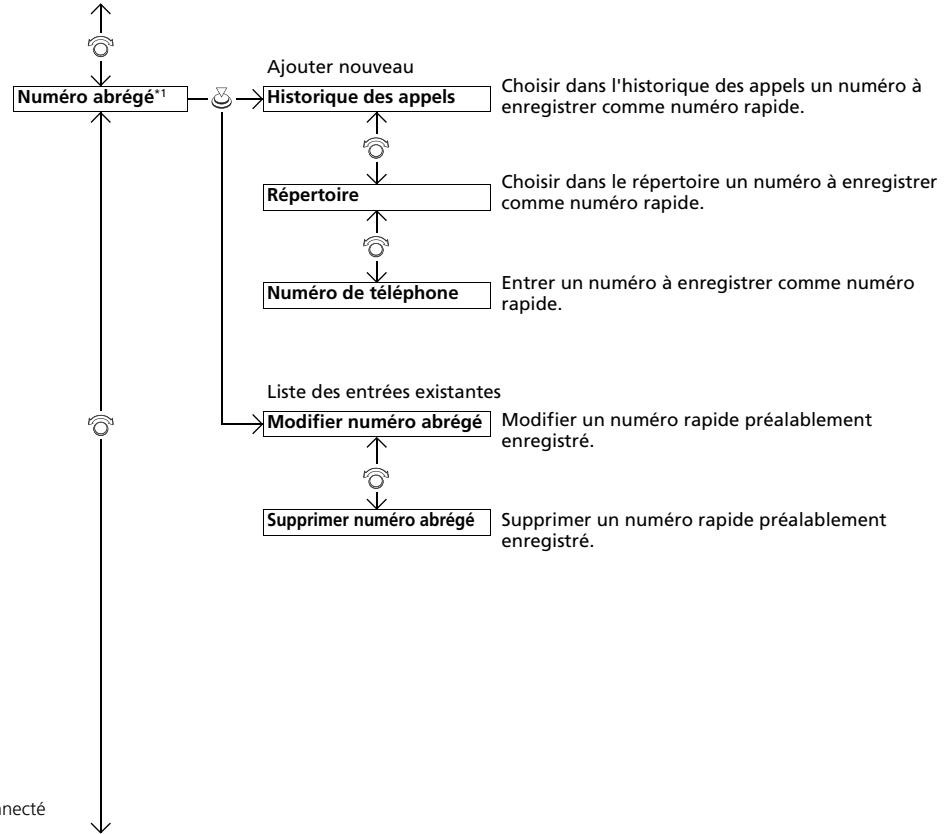 Ajouter nouveau
Numéro abrégé*1
Historique des appels
Choisir dans l'historique des appels un numéro à
enregistrer comme numéro rapide.
Répertoire
Choisir dans le répertoire un numéro à enregistrer
comme numéro rapide.
Numéro de téléphone
Entrer un numéro à enregistrer comme numéro
rapide.
Liste des entrées existantes
Modifier numéro abrégé
Modifier un numéro rapide préalablement
enregistré.
Supprimer numéro abrégé
Supprimer un numéro rapide préalablement
enregistré.